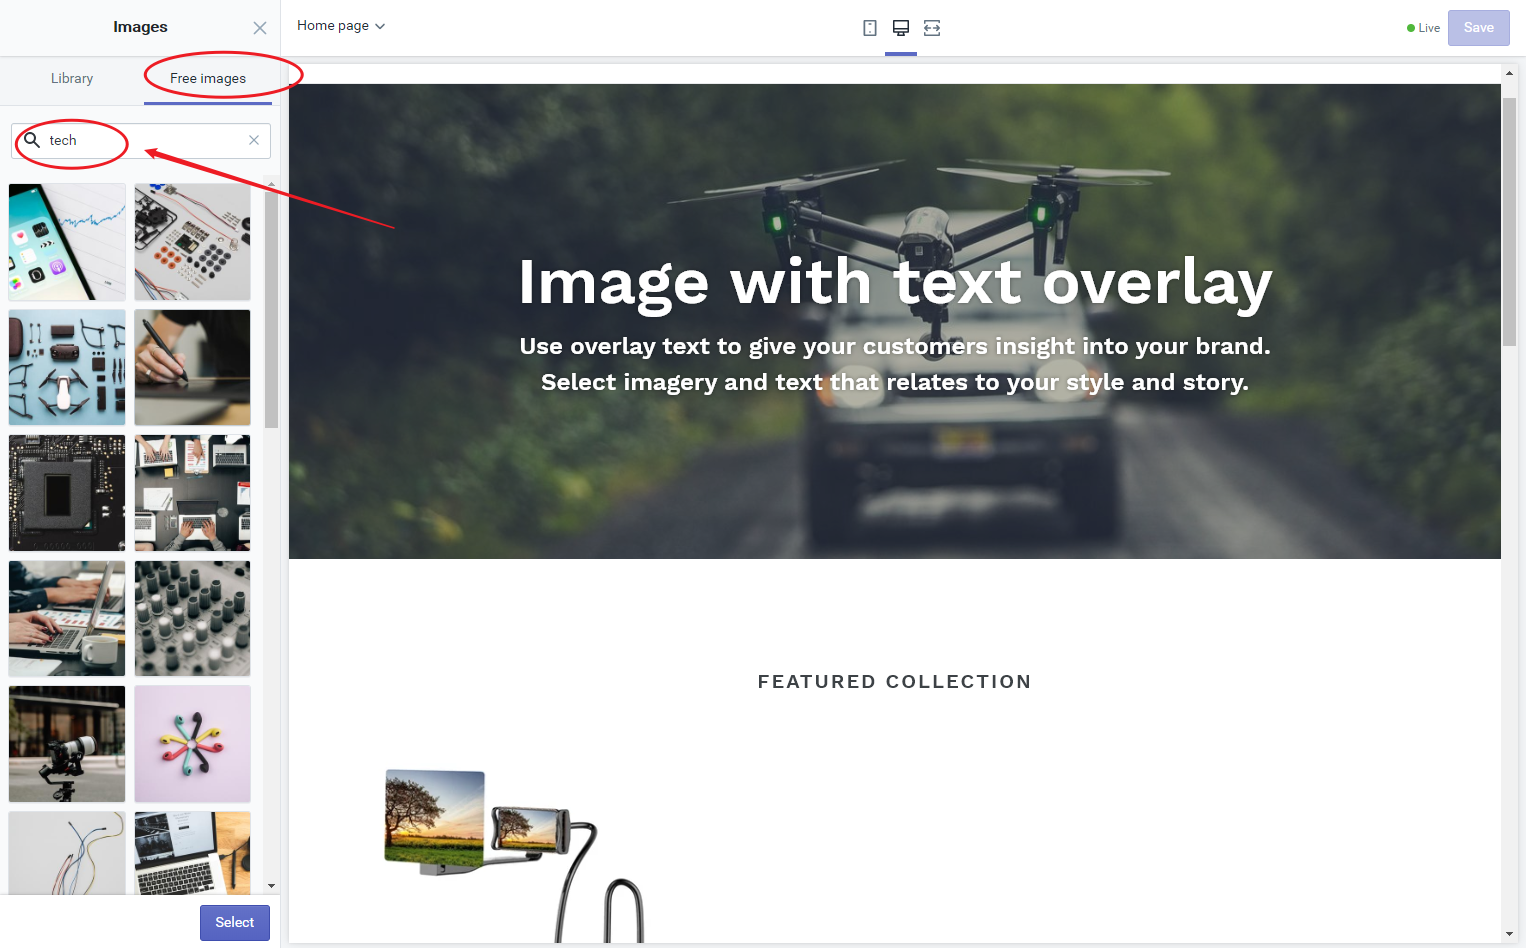 Images
Home page
Live
Save
Library
Free images
tech
Image with text overlay
Use overlay text to give your customers insight into your brand.
Select imagery and text that relates to your style and story.
FEATURED COLLECTION
Select